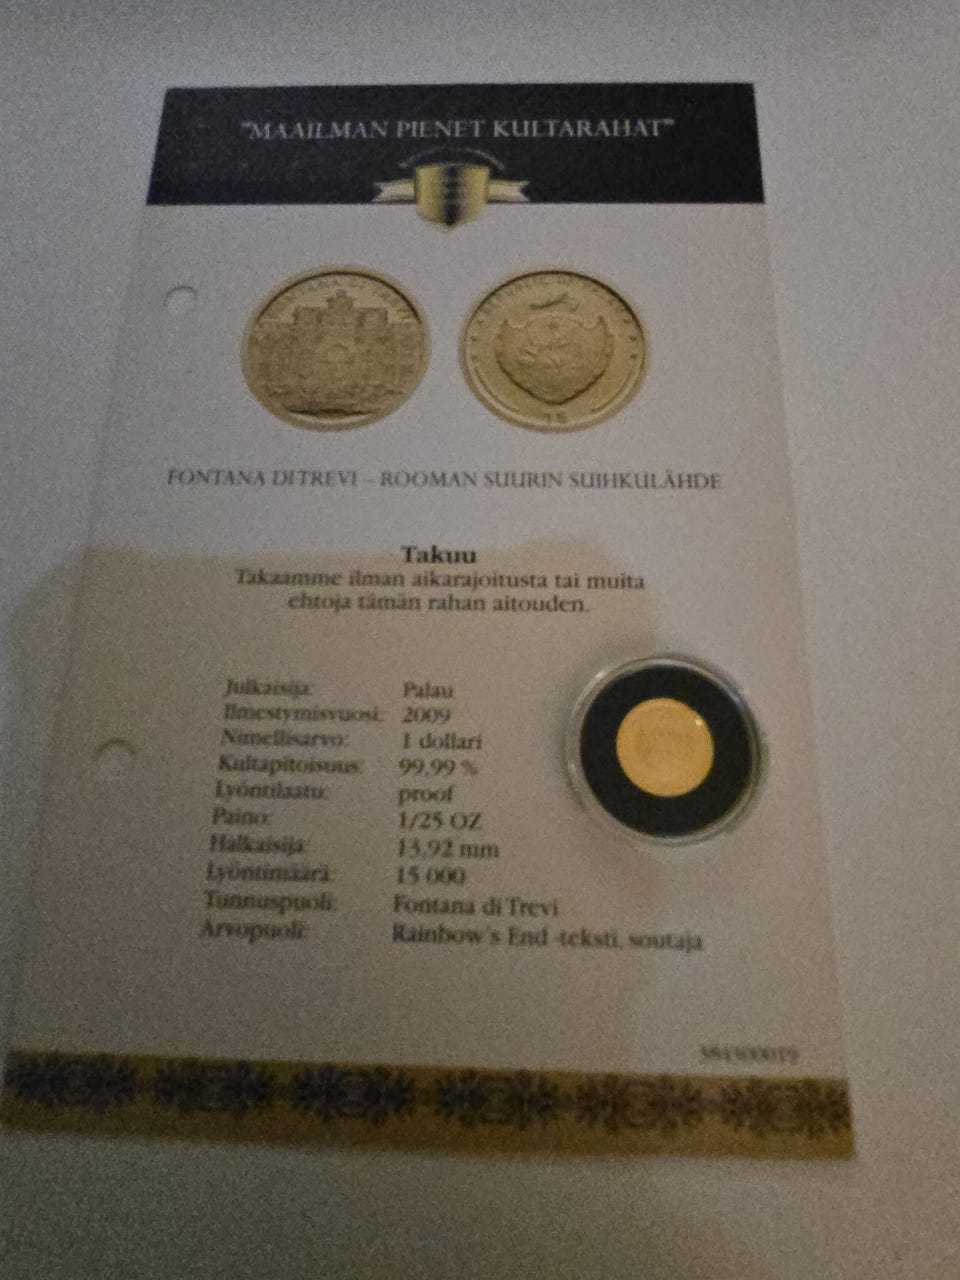 "MAAILMAN PIENET KULTARAHAT"
FONTANA DI TREVI – ROOMAN SUURIN SUIHKULÄHDE
Takuu
Takaamme ilman aikarajoitusta tai muita
ehtoja tämän rahan aitouden.
Julkaisija: Palau
Ilmestymisvuosi: 2009
Nimellisarvo: 1 dollari
Kultapitoisuus: 99,99 %
Lyöntilaatu: proof
Paino: 1/25 OZ
Halkaisija: 13,92 mm
Lyöntimäärä: 15 000
Tunnuspuoli: Fontana di Trevi
Arvopuoli: Rainbow's End -teksti, soutaja